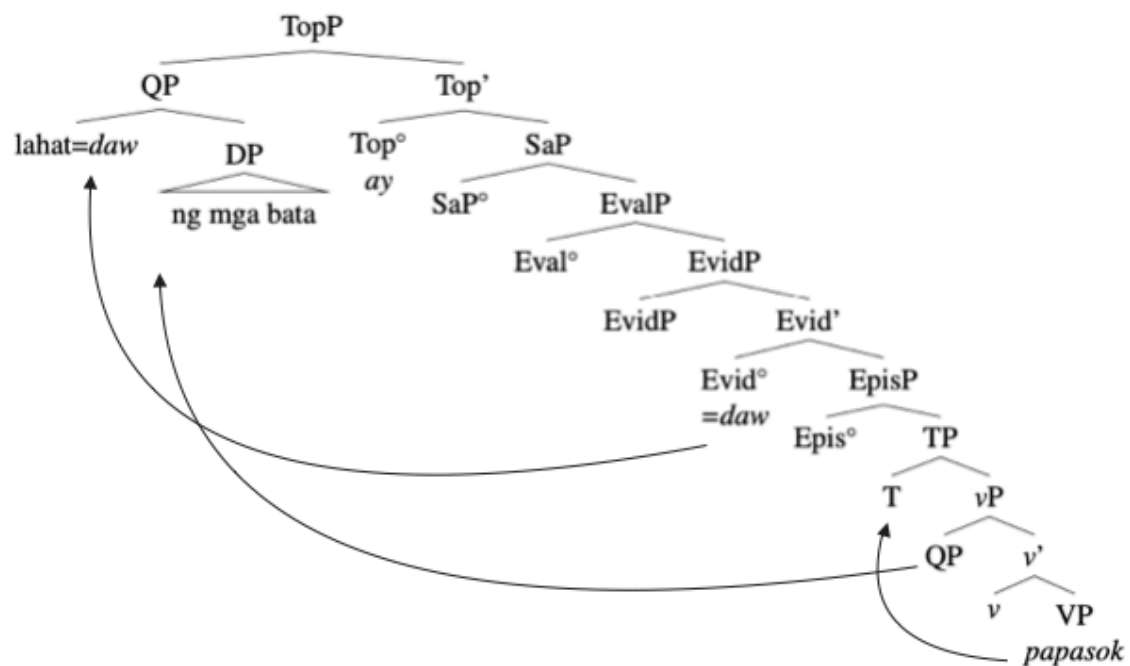 TopP
QP Top’
lahat=daw DP Top° SaP
ay
ng mga bata SaP° EvalP
Eval° EvidP
EvidP Evid’
Evid° EpisP
=daw Epis° TP
T vP
QP v’
v VP
papasok